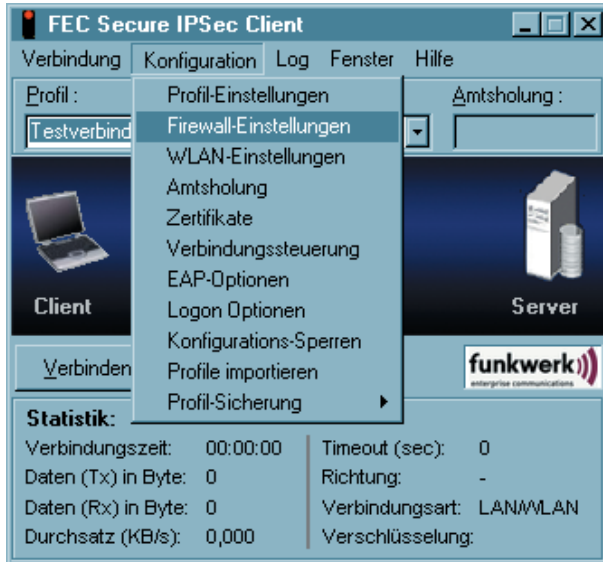 FEC Secure IPSec Client
Verbindung Konfiguration Log Fenster Hilfe
Profil :
Amtsholung :
Testverbind
Profil-Einstellungen
Firewall-Einstellungen
WLAN-Einstellungen
Amtsholung
Zertifikate
Verbindungssteuerung
EAP-Optionen
Logon Optionen
Konfigurations-Sperren
Profile importieren
Profil-Sicherung
Client
Server
Verbinden
funkwerk
enterprise communications
Statistik:
Verbindungszeit: 00:00:00 Timeout (sec): 0
Daten (Tx) in Byte: 0 Richtung: -
Daten (Rx) in Byte: 0 Verbindungsart: LAN/WLAN
Durchsatz (KB/s): 0,000 Verschlüsselung: